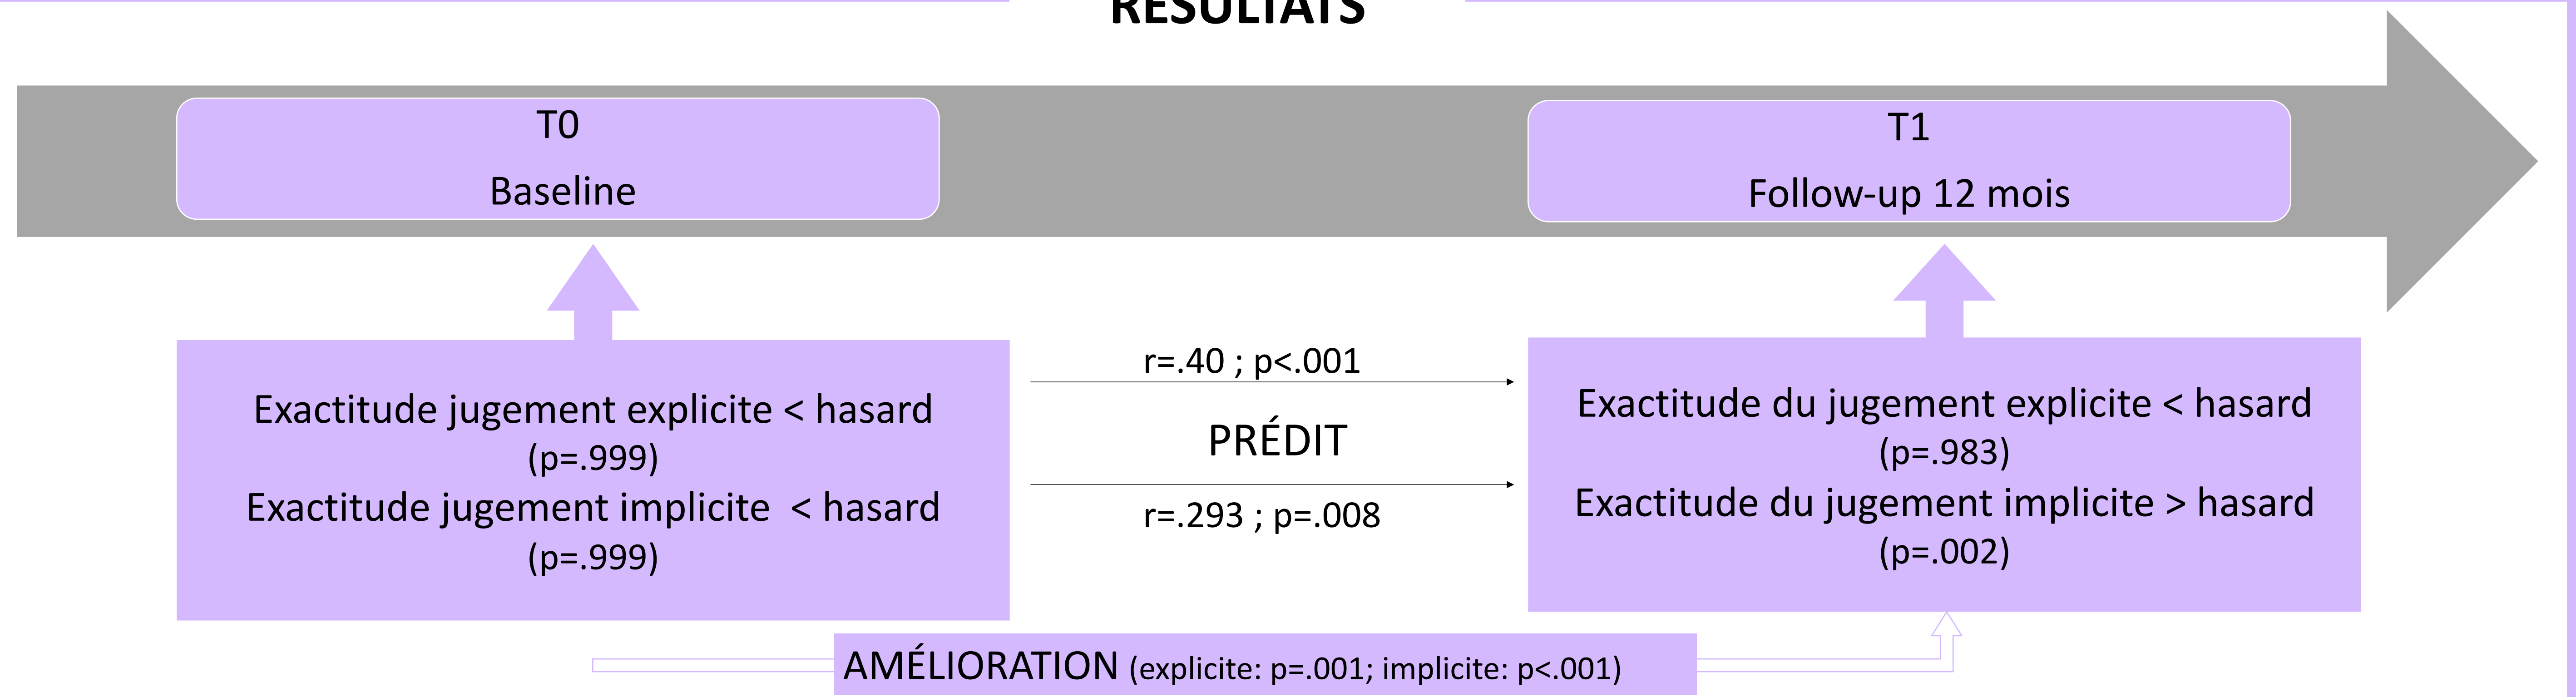 RÉSULTATS
T0
Baseline
T1
Follow-up 12 mois
Exactitude jugement explicite < hasard
(p=.999)
Exactitude jugement implicite  < hasard
(p=.999)
r=.40 ; p<.001
PRÉDIT
r=.293 ; p=.008
Exactitude du jugement explicite < hasard
(p=.983)
Exactitude du jugement implicite > hasard
(p=.002)
AMÉLIORATION (explicite: p=.001; implicite: p<.001)